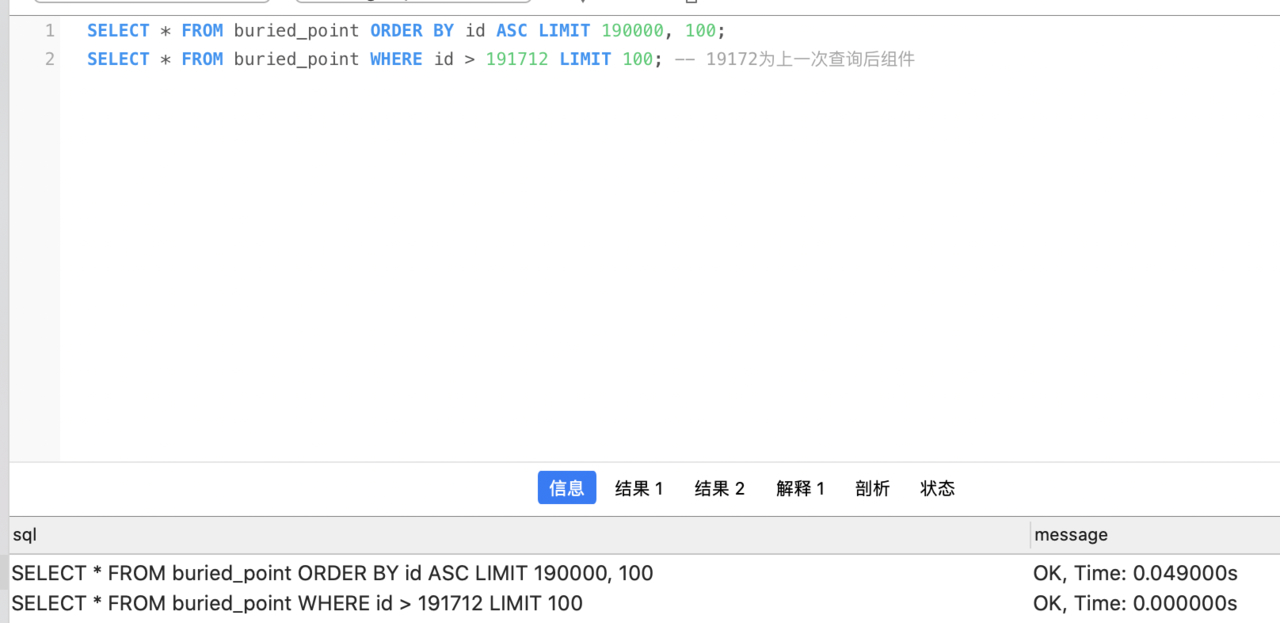 1 SELECT * FROM buried_point ORDER BY id ASC LIMIT 190000, 100;
2 SELECT * FROM buried_point WHERE id > 191712 LIMIT 100; -- 19172为上一次查询后组件
信息 结果 1 结果 2 解释 1 剖析 状态
sql message
SELECT * FROM buried_point ORDER BY id ASC LIMIT 190000, 100 OK, Time: 0.049000s
SELECT * FROM buried_point WHERE id > 191712 LIMIT 100 OK, Time: 0.000000s